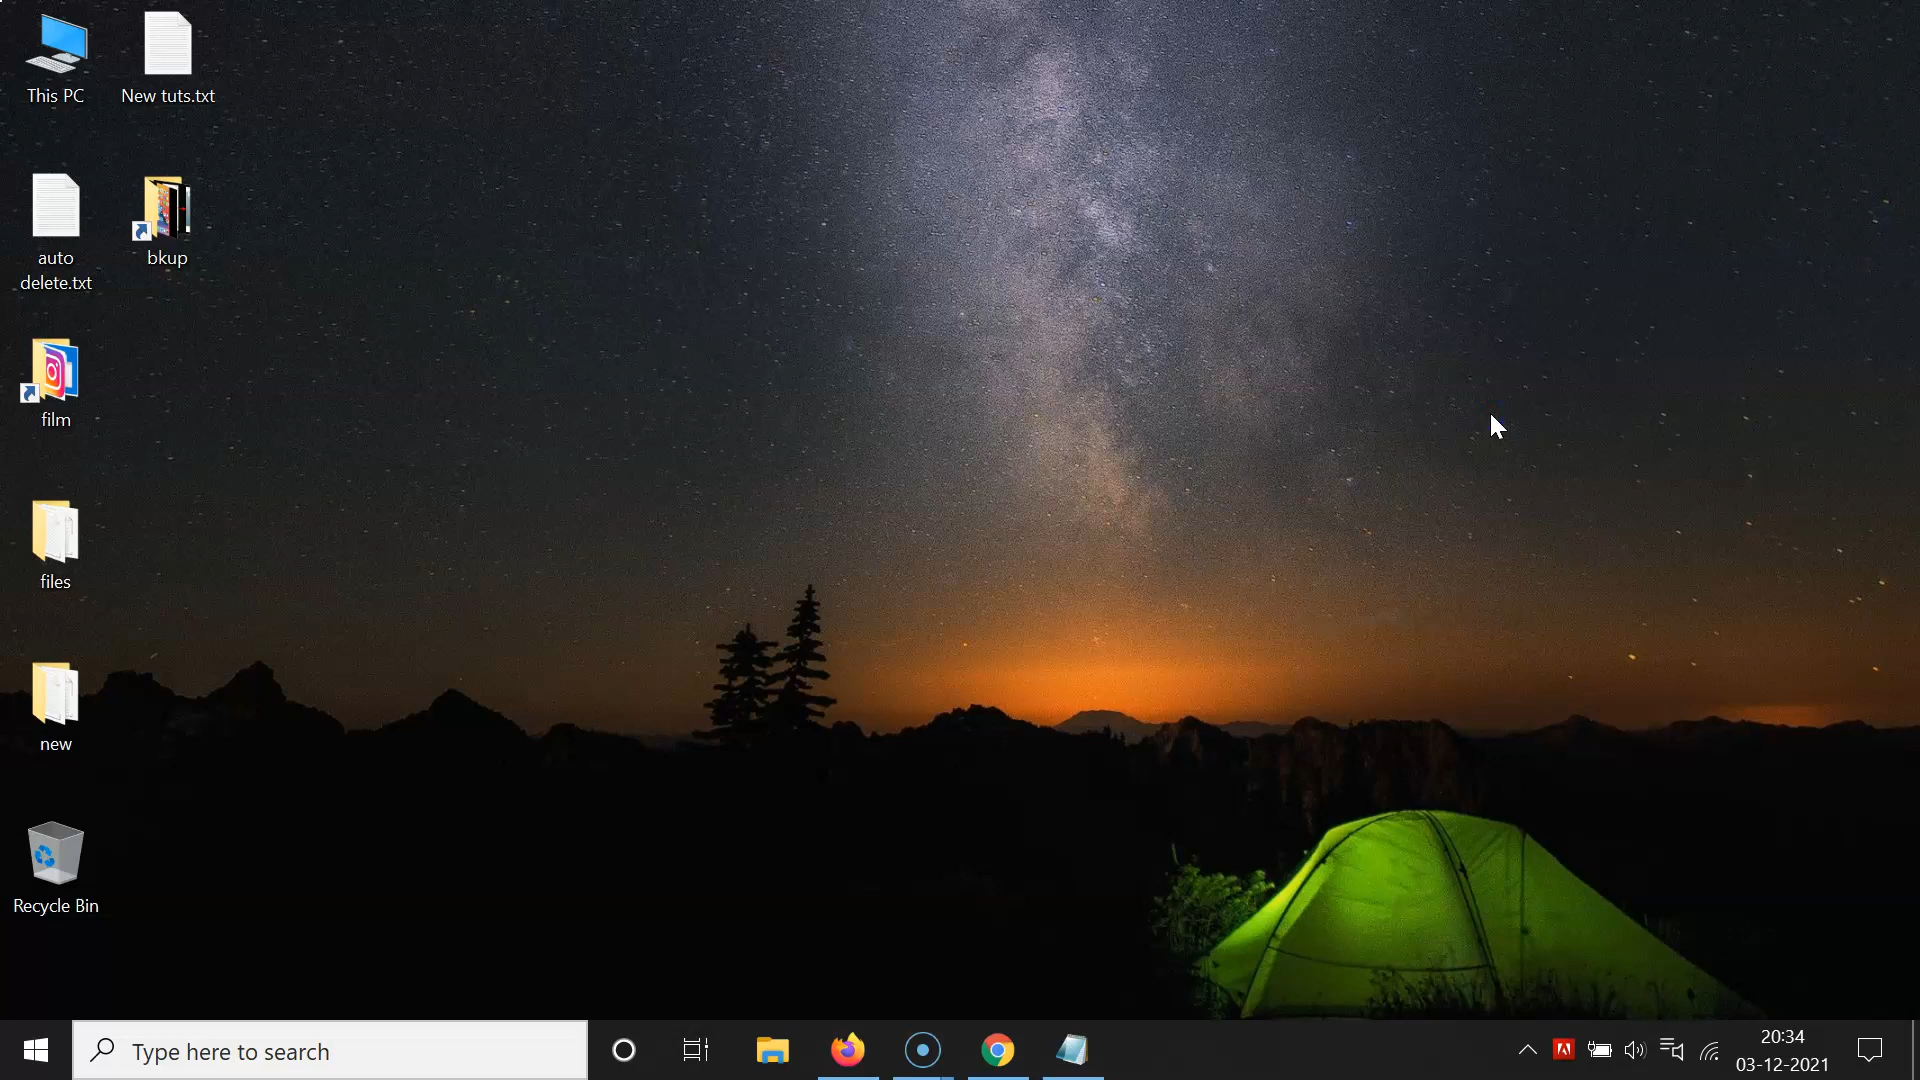 This PC
New tuts.txt
auto
delete.txt
bkup
film
files
new
Recycle Bin
Type here to search
20:34
03-12-2021